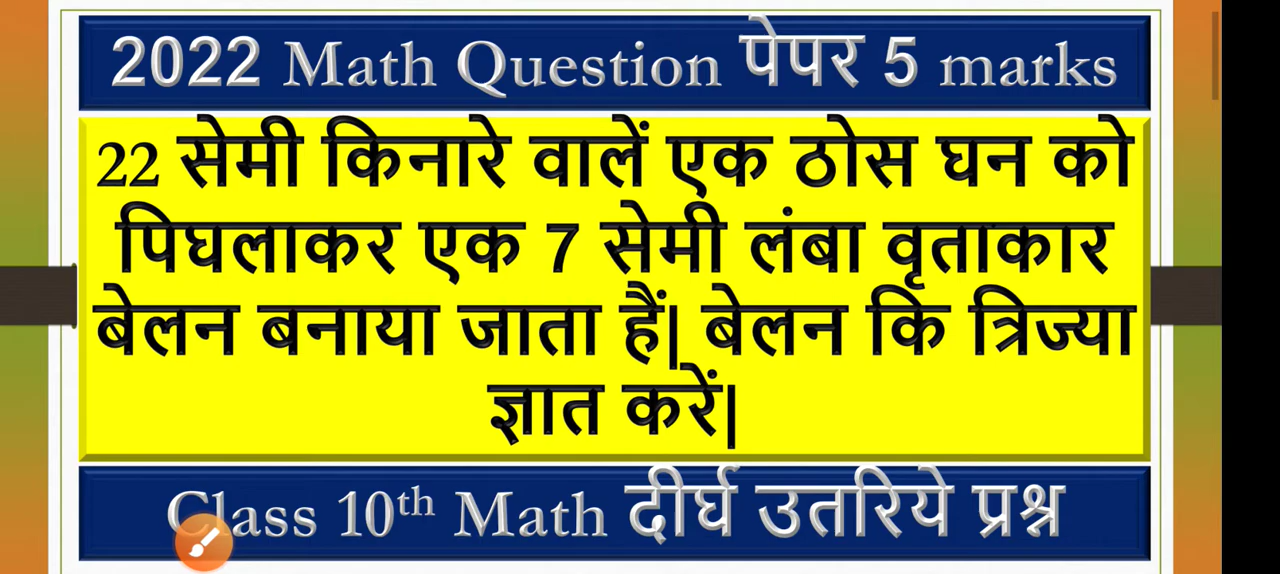 2022 Math Question पेपर 5 marks
22 सेमी किनारे वालें एक ठोस घन को
पिघलाकर एक 7 सेमी लंबा वृताकार
बेलन बनाया जाता हैं| बेलन कि त्रिज्या
ज्ञात करें|
Class 10th Math दीर्घ उतरिये प्रश्न